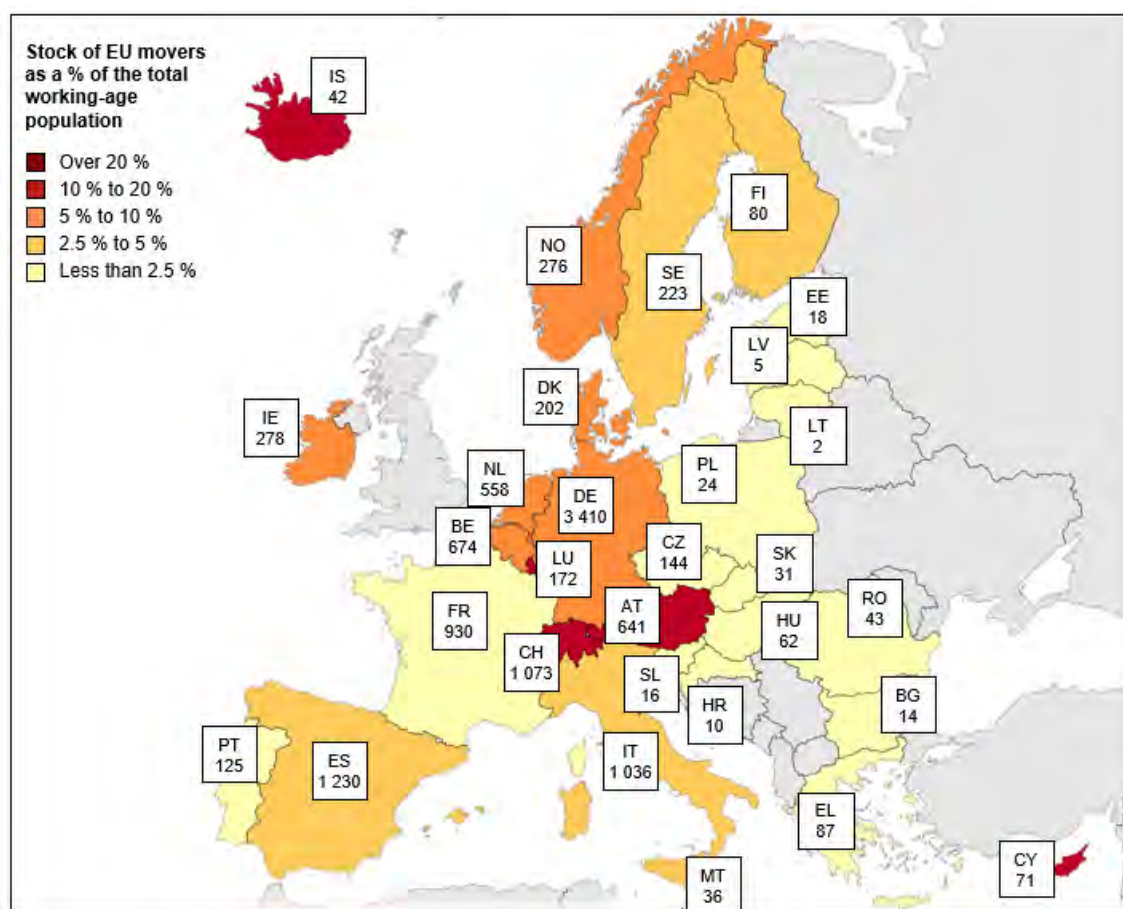 Stock of EU movers
as a % of the total
working-age
population
Over 20 %
10 % to 20 %
5 % to 10 %
2.5 % to 5 %
Less than 2.5 %
IS
42
FI
80
NO
276
SE
223
EE
18
LV
5
DK
202
IE
278
LT
2
NL
558
PL
24
DE
3 410
BE
674
CZ
144
SK
31
LU
172
RO
43
FR
930
AT
641
HU
62
CH
1 073
SL
16
HR
10
BG
14
PT
125
ES
1 230
IT
1 036
EL
87
MT
36
CY
71